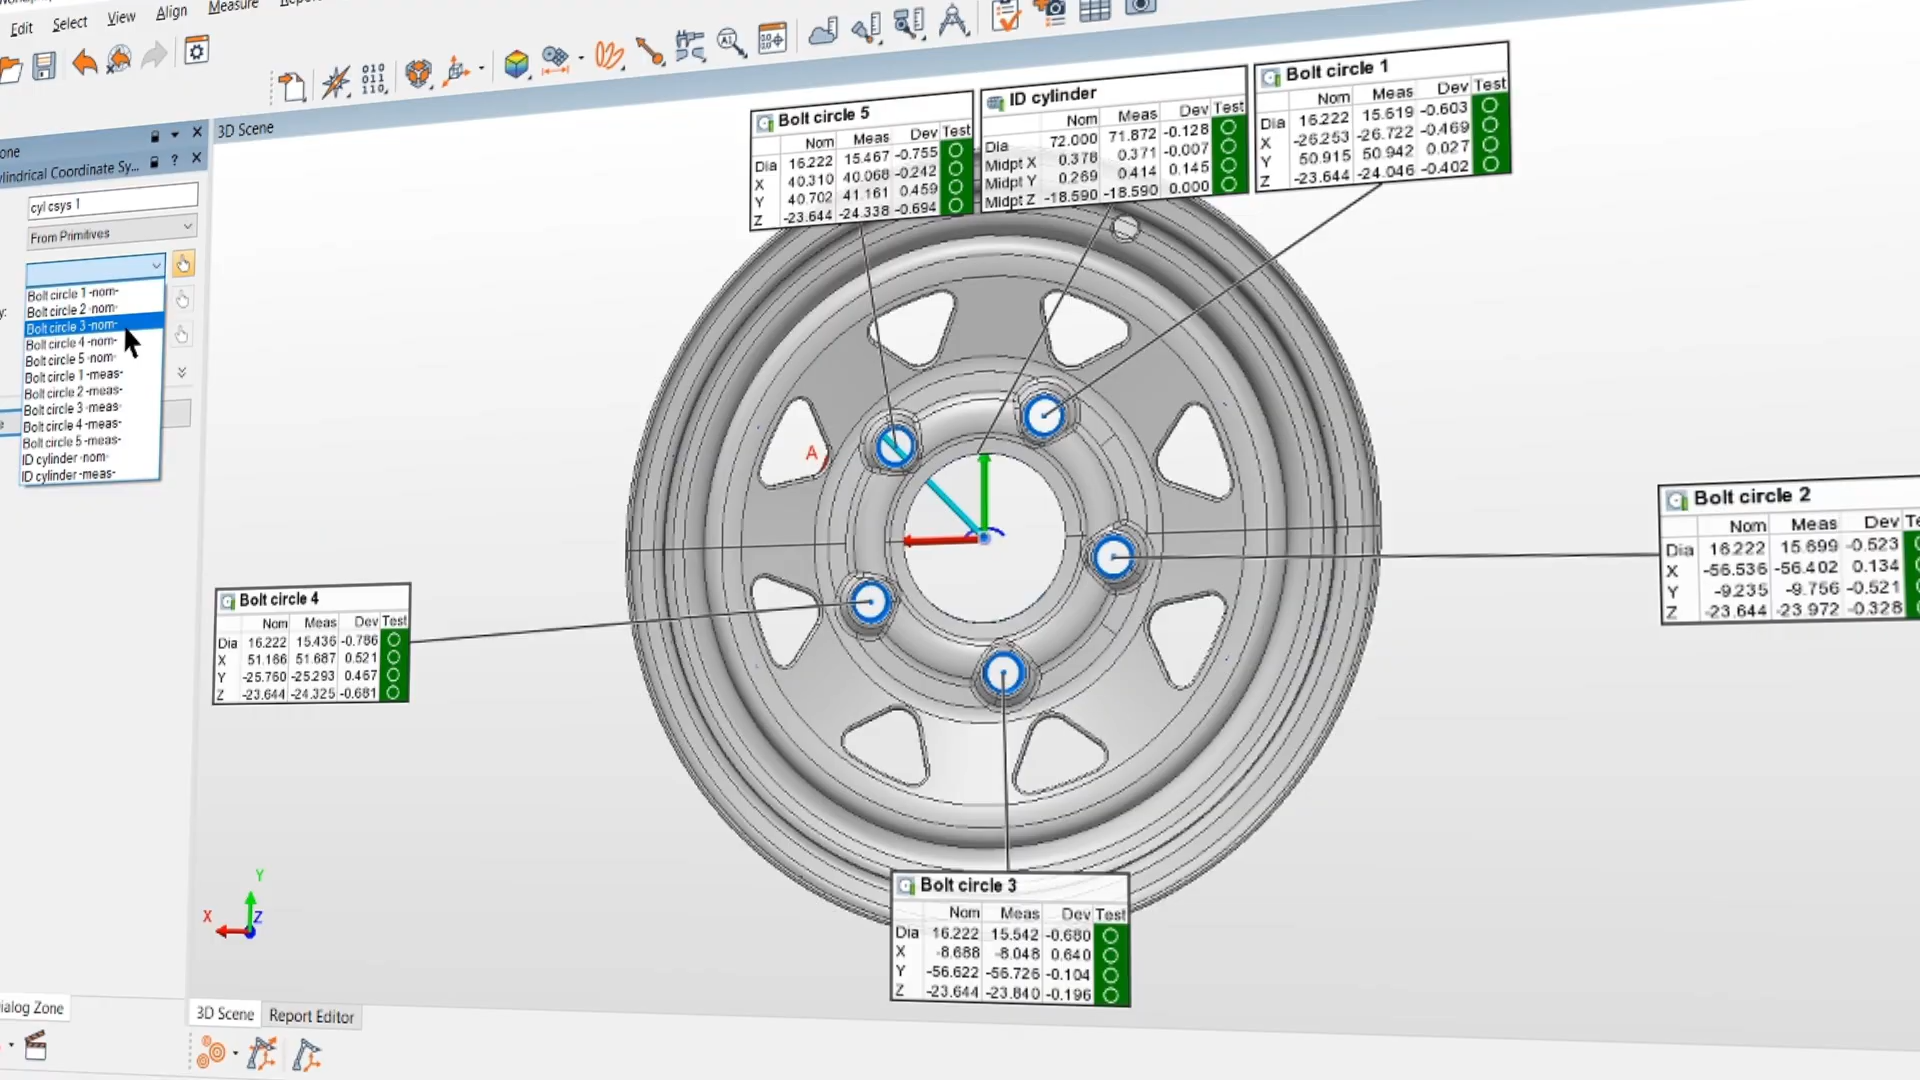 Edit Select View Align Measure
one
ylindrical Coordinate Sy...
cyl csys 1
From Primitives
y:
Bolt circle 1 -nom-
Bolt circle 2 -nom-
Bolt circle 3 -nom-
Bolt circle 4 -nom-
Bolt circle 5 -nom-
Bolt circle 1 -meas-
Bolt circle 2 -meas-
Bolt circle 3 -meas-
Bolt circle 4 -meas-
Bolt circle 5 -meas-
ID cylinder -nom-
ID cylinder -meas-
3D Scene
Bolt circle 5
Nom Meas Dev Test
Dia 16.222 15.467 -0.755
X 40.310 40.068 -0.242
Y 40.702 41.161 0.459
Z -23.644 -24.338 -0.694
ID cylinder
Nom Meas Dev Test
Dia 72.000 71.872 -0.128
Midpt X 0.378 0.371 -0.007
Midpt Y 0.269 0.414 0.145
Midpt Z -18.590 -18.590 0.000
Bolt circle 1
Nom Meas Dev Test
Dia 16.222 15.619 -0.603
X -26.253 -26.722 -0.469
Y 50.915 50.942 0.027
Z -23.644 -24.046 -0.402
A
Bolt circle 2
Nom Meas Dev Te
Dia 16.222 15.699 -0.523
X -56.536 -56.402 0.134
Y -9.235 -9.756 -0.521
Z -23.644 -23.972 -0.328
Bolt circle 4
Nom Meas Dev Test
Dia 16.222 15.436 -0.786
X 51.166 51.687 0.521
Y -25.760 -25.293 0.467
Z -23.644 -24.325 -0.681
Bolt circle 3
Nom Meas Dev Test
Dia 16.222 15.542 -0.680
X -8.688 -8.048 0.640
Y -56.622 -56.726 -0.104
Z -23.644 -23.840 -0.196
Y
X
Z
ialog Zone
3D Scene Report Editor